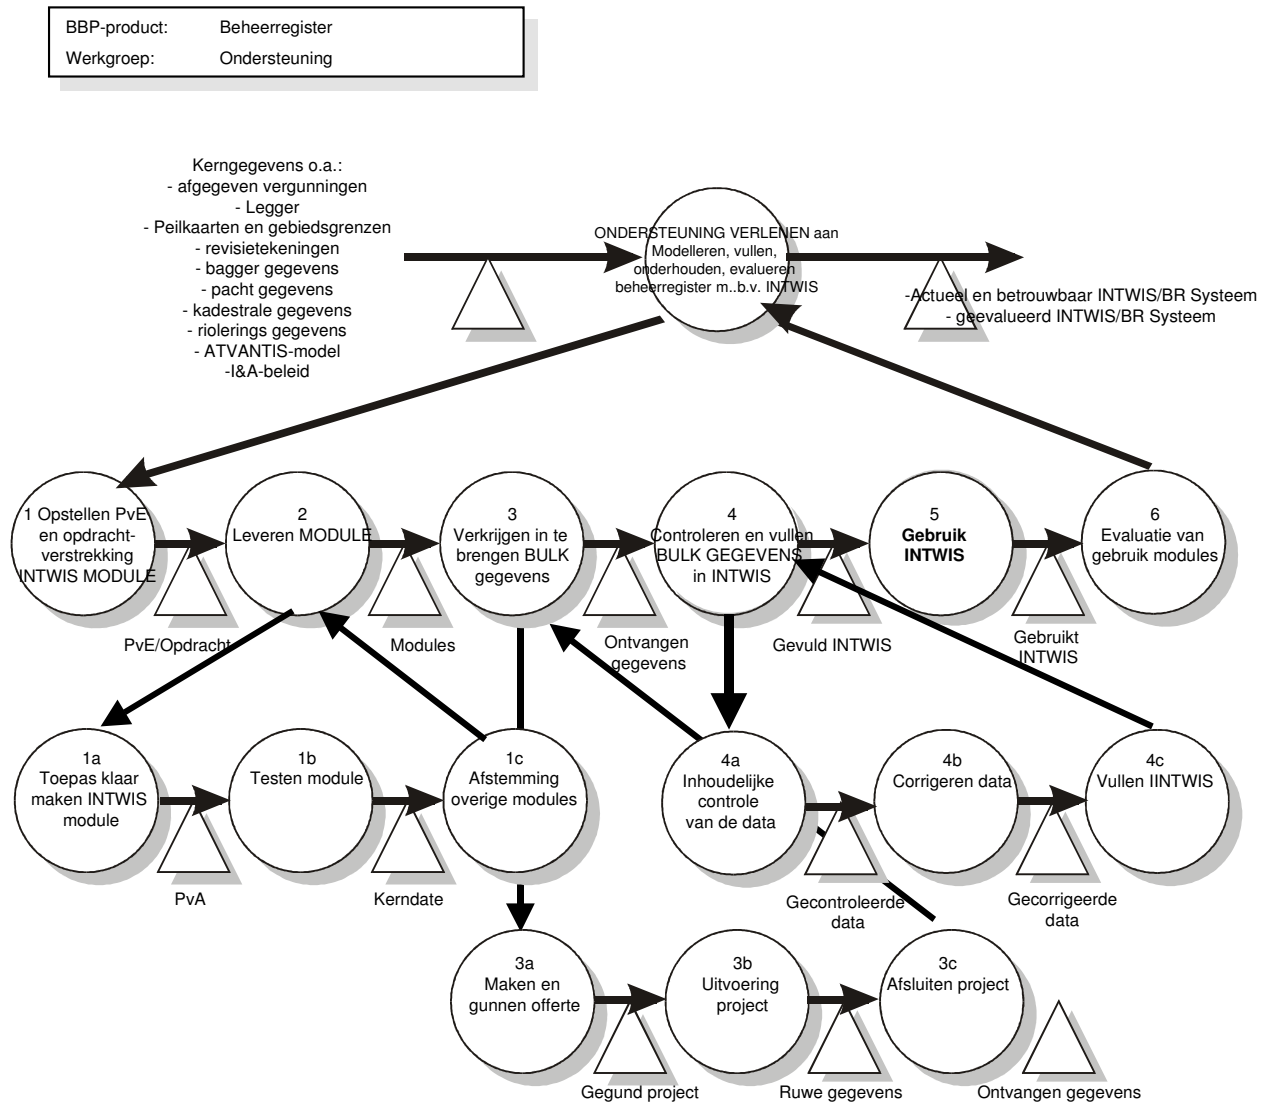 BBP-product: Beheerregister
Werkgroep: Ondersteuning
Kerngegevens o.a.:
- afgegeven vergunningen
- Legger
- Peilkaarten en gebiedsgrenzen
- revisietekeningen
- bagger gegevens
- pacht gegevens
- kadestrale gegevens
- riolerings gegevens
- ATVANTIS-model
-I&A-beleid
ONDERSTEUNING VERLENEN aan
Modelleren, vullen,
onderhouden, evalueren
beheerregister m..b.v. INTWIS
-Actueel en betrouwbaar INTWIS/BR Systeem
- geevalueerd INTWIS/BR Systeem
1 Opstellen PvE
en opdracht-
verstrekking
INTWIS MODULE
PvE/Opdracht
2
Leveren MODULE
Modules
3
Verkrijgen in te
brengen BULK
gegevens
Ontvangen
gegevens
4
Controleren en vullen
BULK GEGEVENS
in INTWIS
Gevuld INTWIS
5
Gebruik
INTWIS
Gebruikt
INTWIS
6
Evaluatie van
gebruik modules
1a
Toepas klaar
maken INTWIS
module
PvA
1b
Testen module
Kerndate
1c
Afstemming
overige modules
4a
Inhoudelijke
controle
van de data
Gecontroleerde
data
4b
Corrigeren data
Gecorrigeerde
data
4c
Vullen IINTWIS
3a
Maken en
gunnen offerte
Gegund project
3b
Uitvoering
project
Ruwe gegevens
3c
Afsluiten project
Ontvangen gegevens